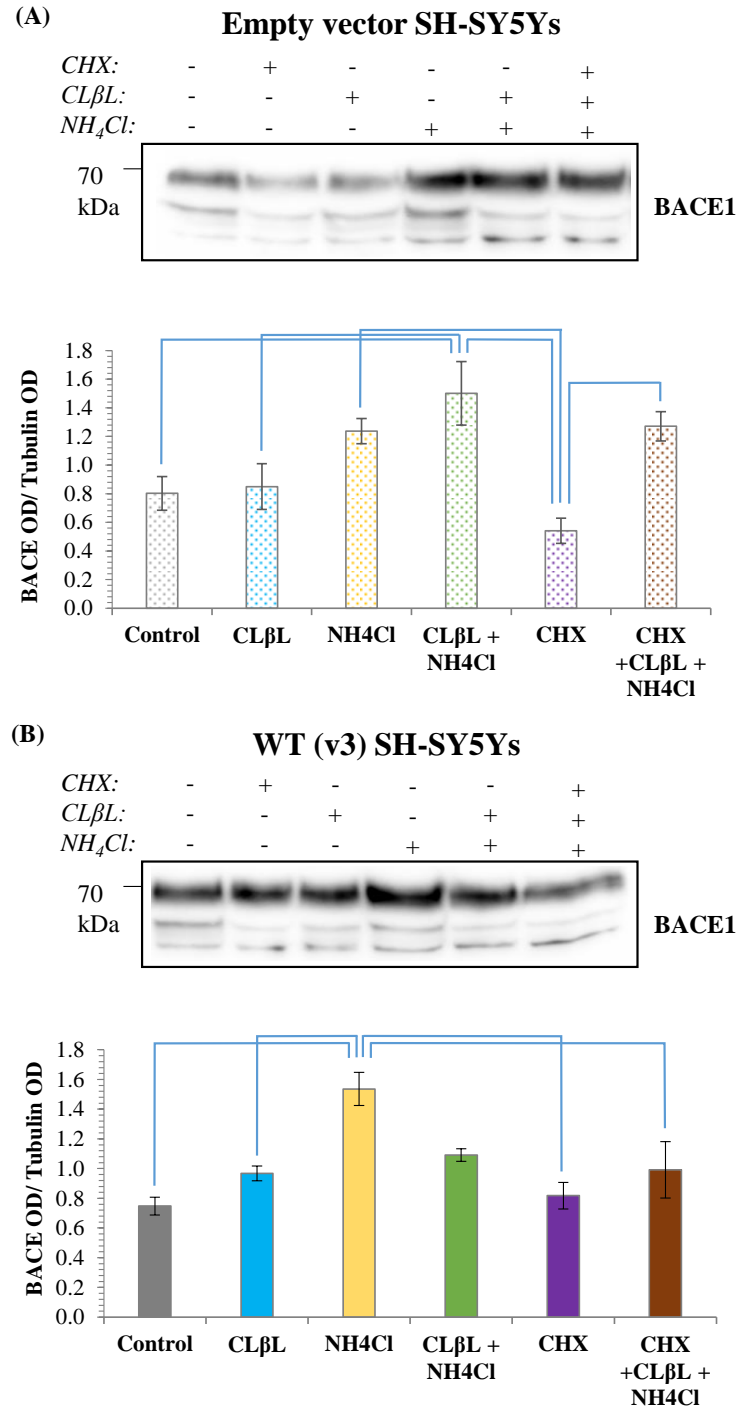 (A)
Empty vector SH-SY5Ys
CHX: - + - - - +
CLβL: - - + - + +
NH4Cl: - - - + + +
70
kDa
BACE1
BACE OD/ Tubulin OD
1.8
1.6
1.4
1.2
1.0
0.8
0.6
0.4
0.2
0.0
Control CLβL NH4Cl CLβL + CHX CHX
NH4Cl +CLβL +
NH4Cl
(B)
WT (v3) SH-SY5Ys
CHX: - + - - - +
CLβL: - - + - + +
NH4Cl: - - - + + +
70
kDa
BACE1
BACE OD/ Tubulin OD
1.8
1.6
1.4
1.2
1.0
0.8
0.6
0.4
0.2
0.0
Control CLβL NH4Cl CLβL + CHX CHX
NH4Cl +CLβL +
NH4Cl